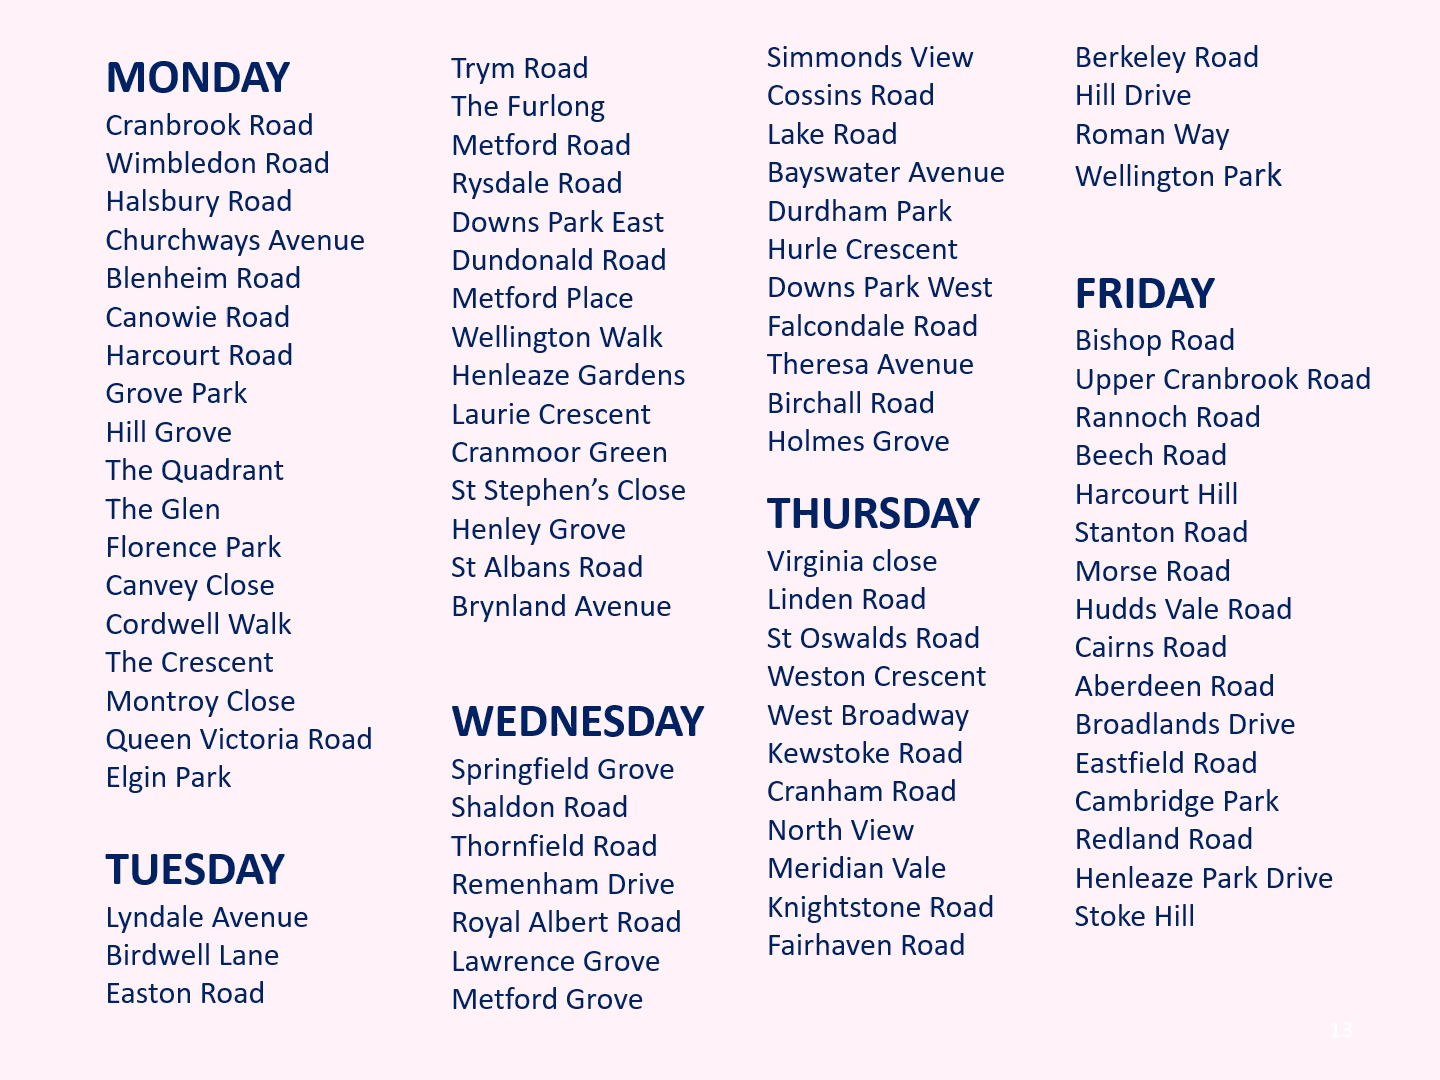 MONDAY
Cranbrook Road
Wimbledon Road
Halsbury Road
Churchways Avenue
Blenheim Road
Canowie Road
Harcourt Road
Grove Park
Hill Grove
The Quadrant
The Glen
Florence Park
Canvey Close
Cordwell Walk
The Crescent
Montroy Close
Queen Victoria Road
Elgin Park
TUESDAY
Lyndale Avenue
Birdwell Lane
Easton Road
Trym Road
The Furlong
Metford Road
Rysdale Road
Downs Park East
Dundonald Road
Metford Place
Wellington Walk
Henleaze Gardens
Laurie Crescent
Cranmoor Green
St Stephen’s Close
Henley Grove
St Albans Road
Brynland Avenue
WEDNESDAY
Springfield Grove
Shaldon Road
Thornfield Road
Remenham Drive
Royal Albert Road
Lawrence Grove
Metford Grove
Simmonds View
Cossins Road
Lake Road
Bayswater Avenue
Durdham Park
Hurle Crescent
Downs Park West
Falcondale Road
Theresa Avenue
Birchall Road
Holmes Grove
THURSDAY
Virginia close
Linden Road
St Oswalds Road
Weston Crescent
West Broadway
Kewstoke Road
Cranham Road
North View
Meridian Vale
Knightstone Road
Fairhaven Road
Berkeley Road
Hill Drive
Roman Way
Wellington Park
FRIDAY
Bishop Road
Upper Cranbrook Road
Rannoch Road
Beech Road
Harcourt Hill
Stanton Road
Morse Road
Hudds Vale Road
Cairns Road
Aberdeen Road
Broadlands Drive
Eastfield Road
Cambridge Park
Redland Road
Henleaze Park Drive
Stoke Hill
13